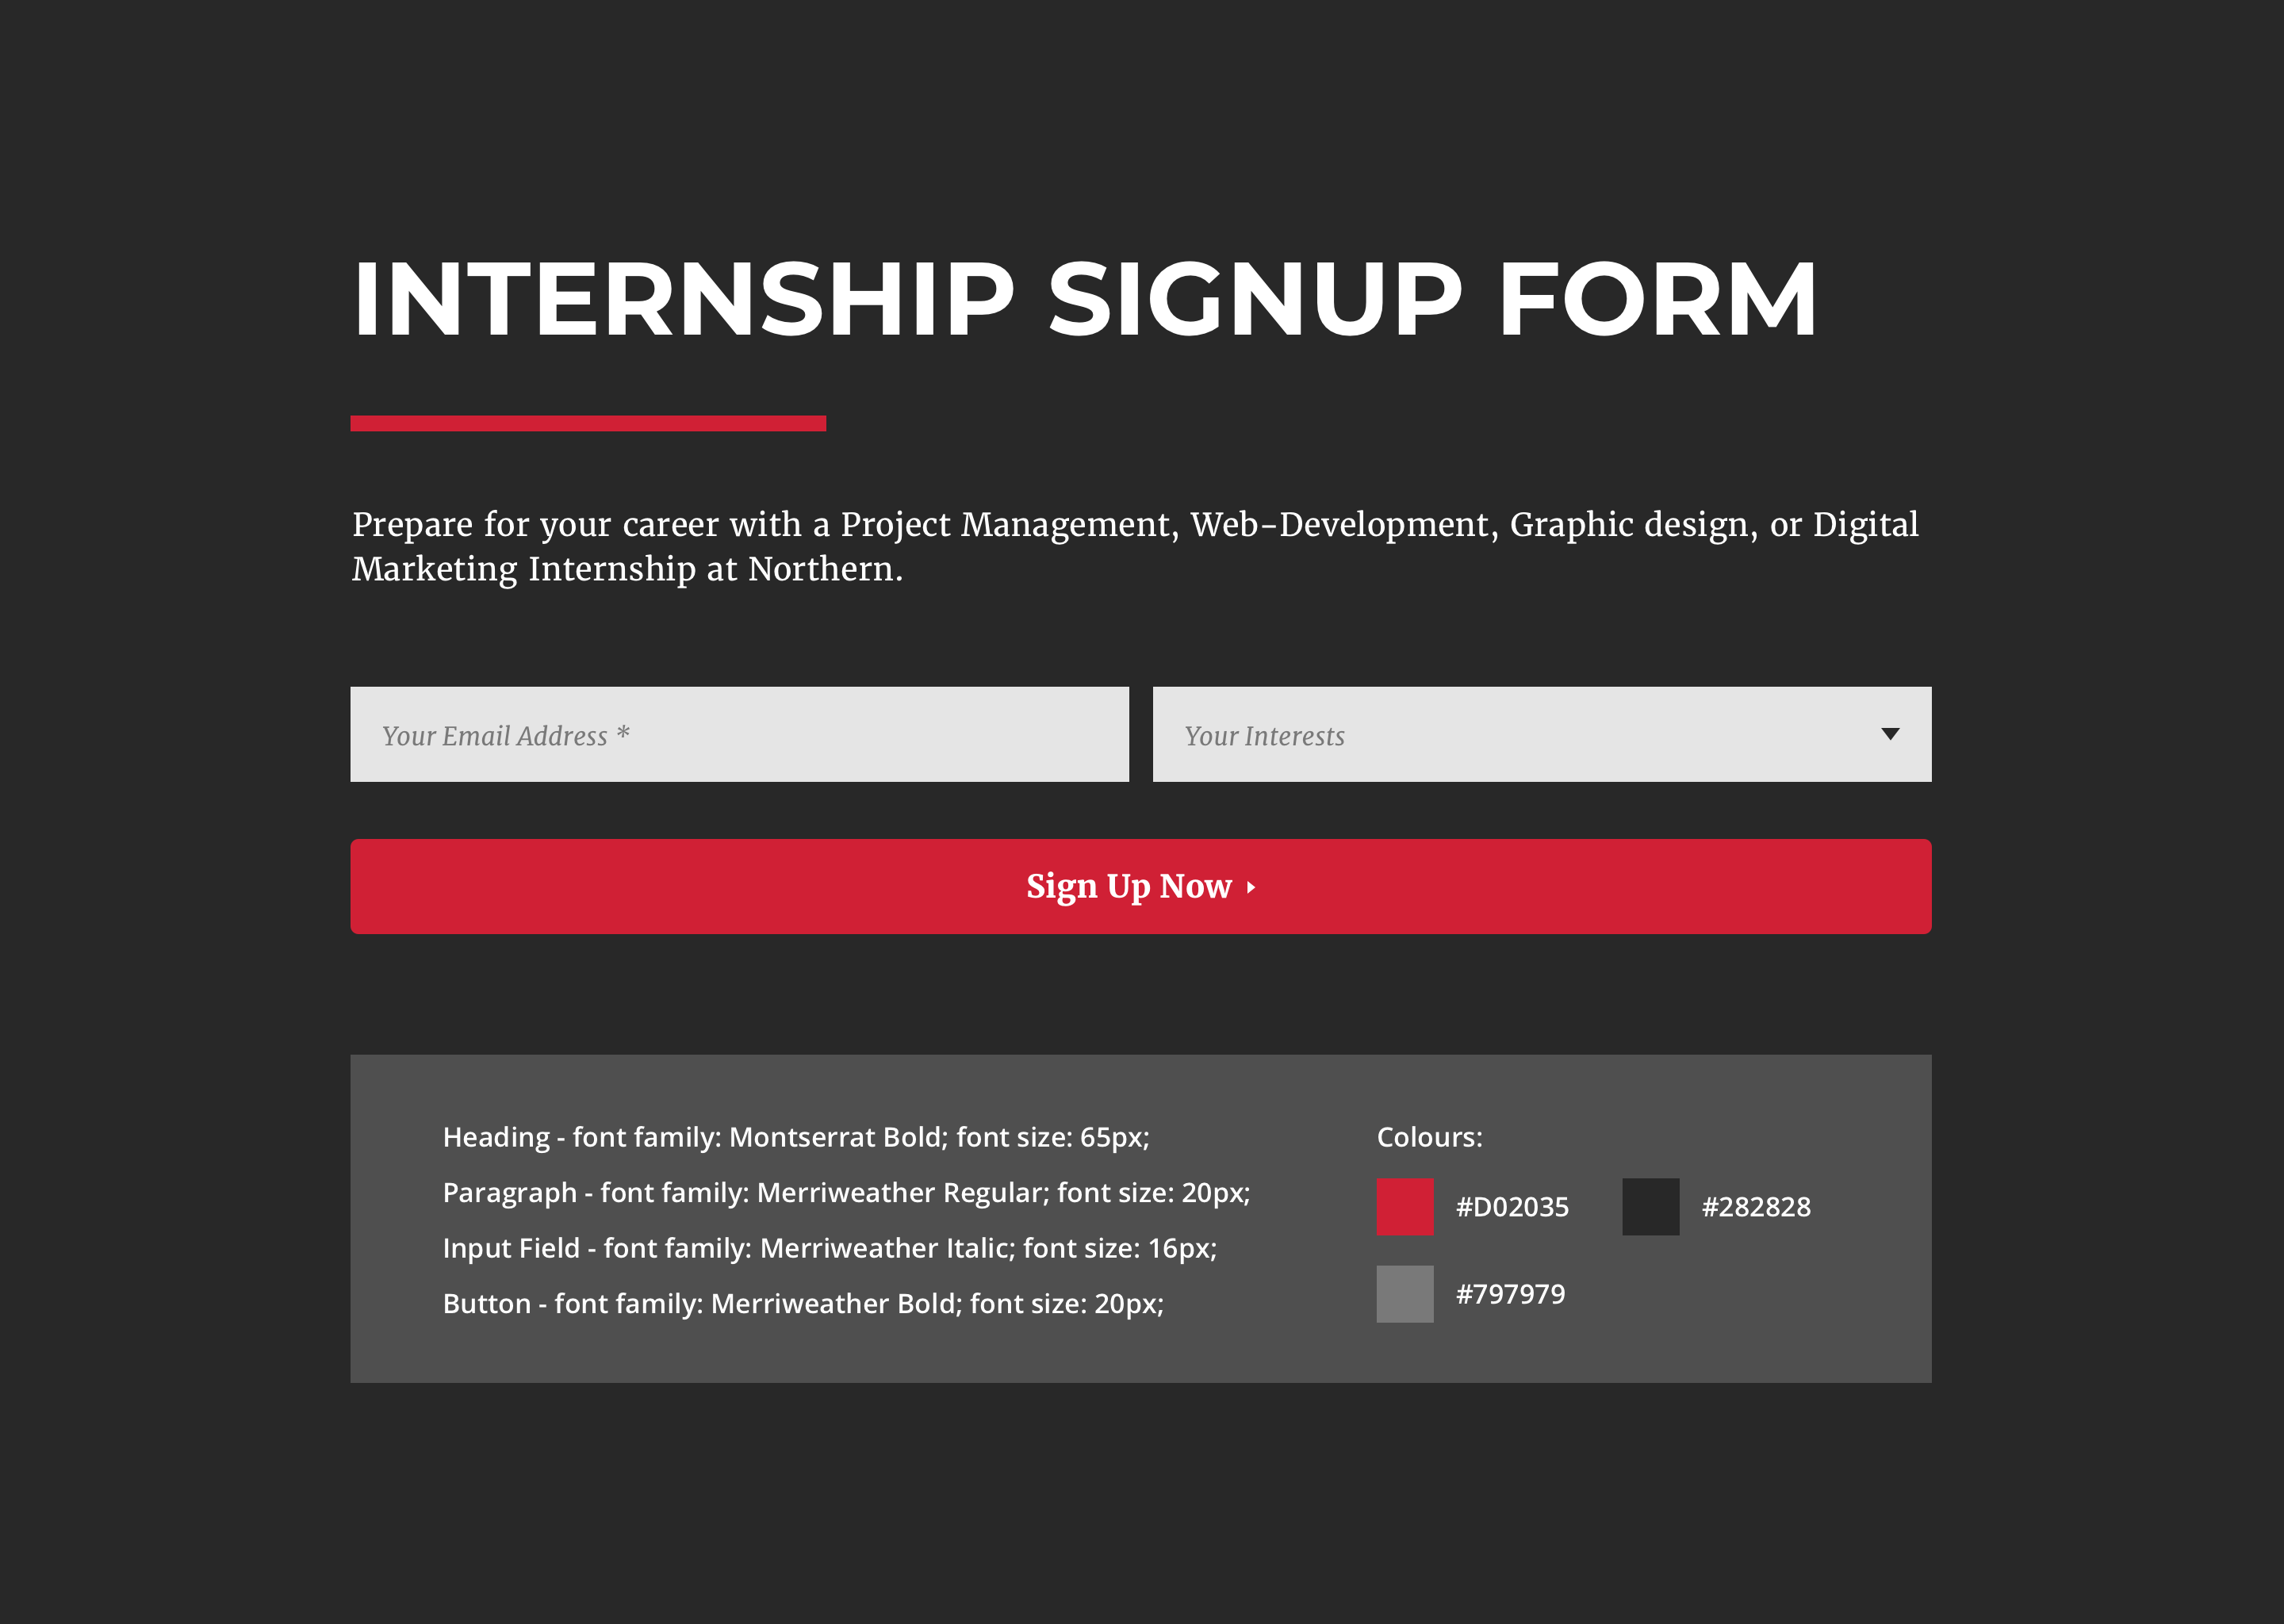 INTERNSHIP SIGNUP FORM
Prepare for your career with a Project Management, Web-Development, Graphic design, or Digital
Marketing Internship at Northern.
Your Email Address *
Your Interests
Sign Up Now
Heading - font family: Montserrat Bold; font size: 65px;
Paragraph - font family: Merriweather Regular; font size: 20px;
Input Field - font family: Merriweather Italic; font size: 16px;
Button - font family: Merriweather Bold; font size: 20px;
Colours:
#D02035
#282828
#797979